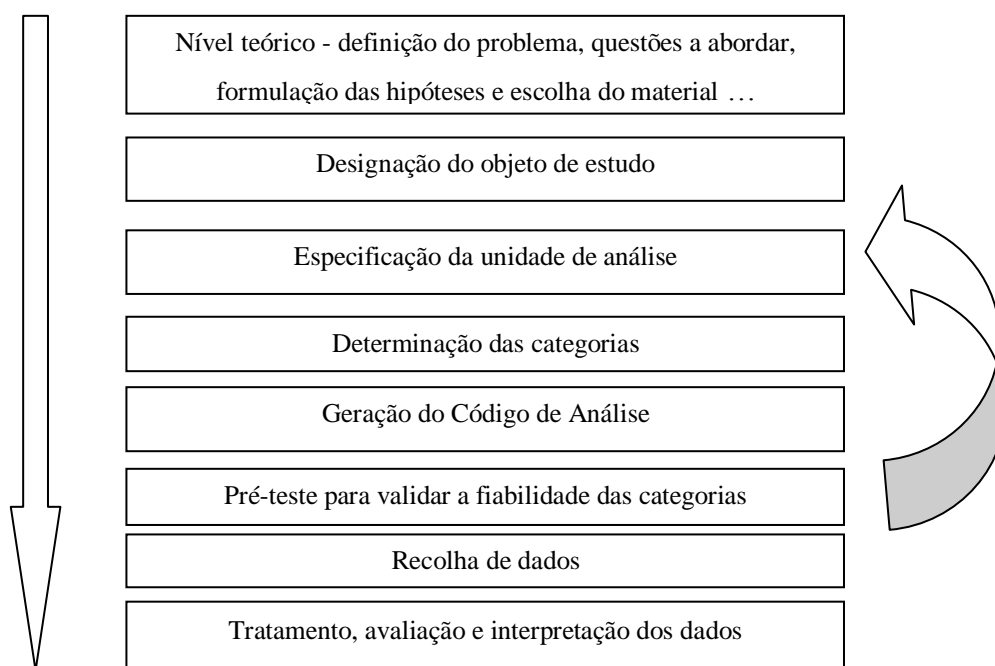 Nível teórico - definição do problema, questões a abordar,
formulação das hipóteses e escolha do material …
Designação do objeto de estudo
Especificação da unidade de análise
Determinação das categorias
Geração do Código de Análise
Pré-teste para validar a fiabilidade das categorias
Recolha de dados
Tratamento, avaliação e interpretação dos dados